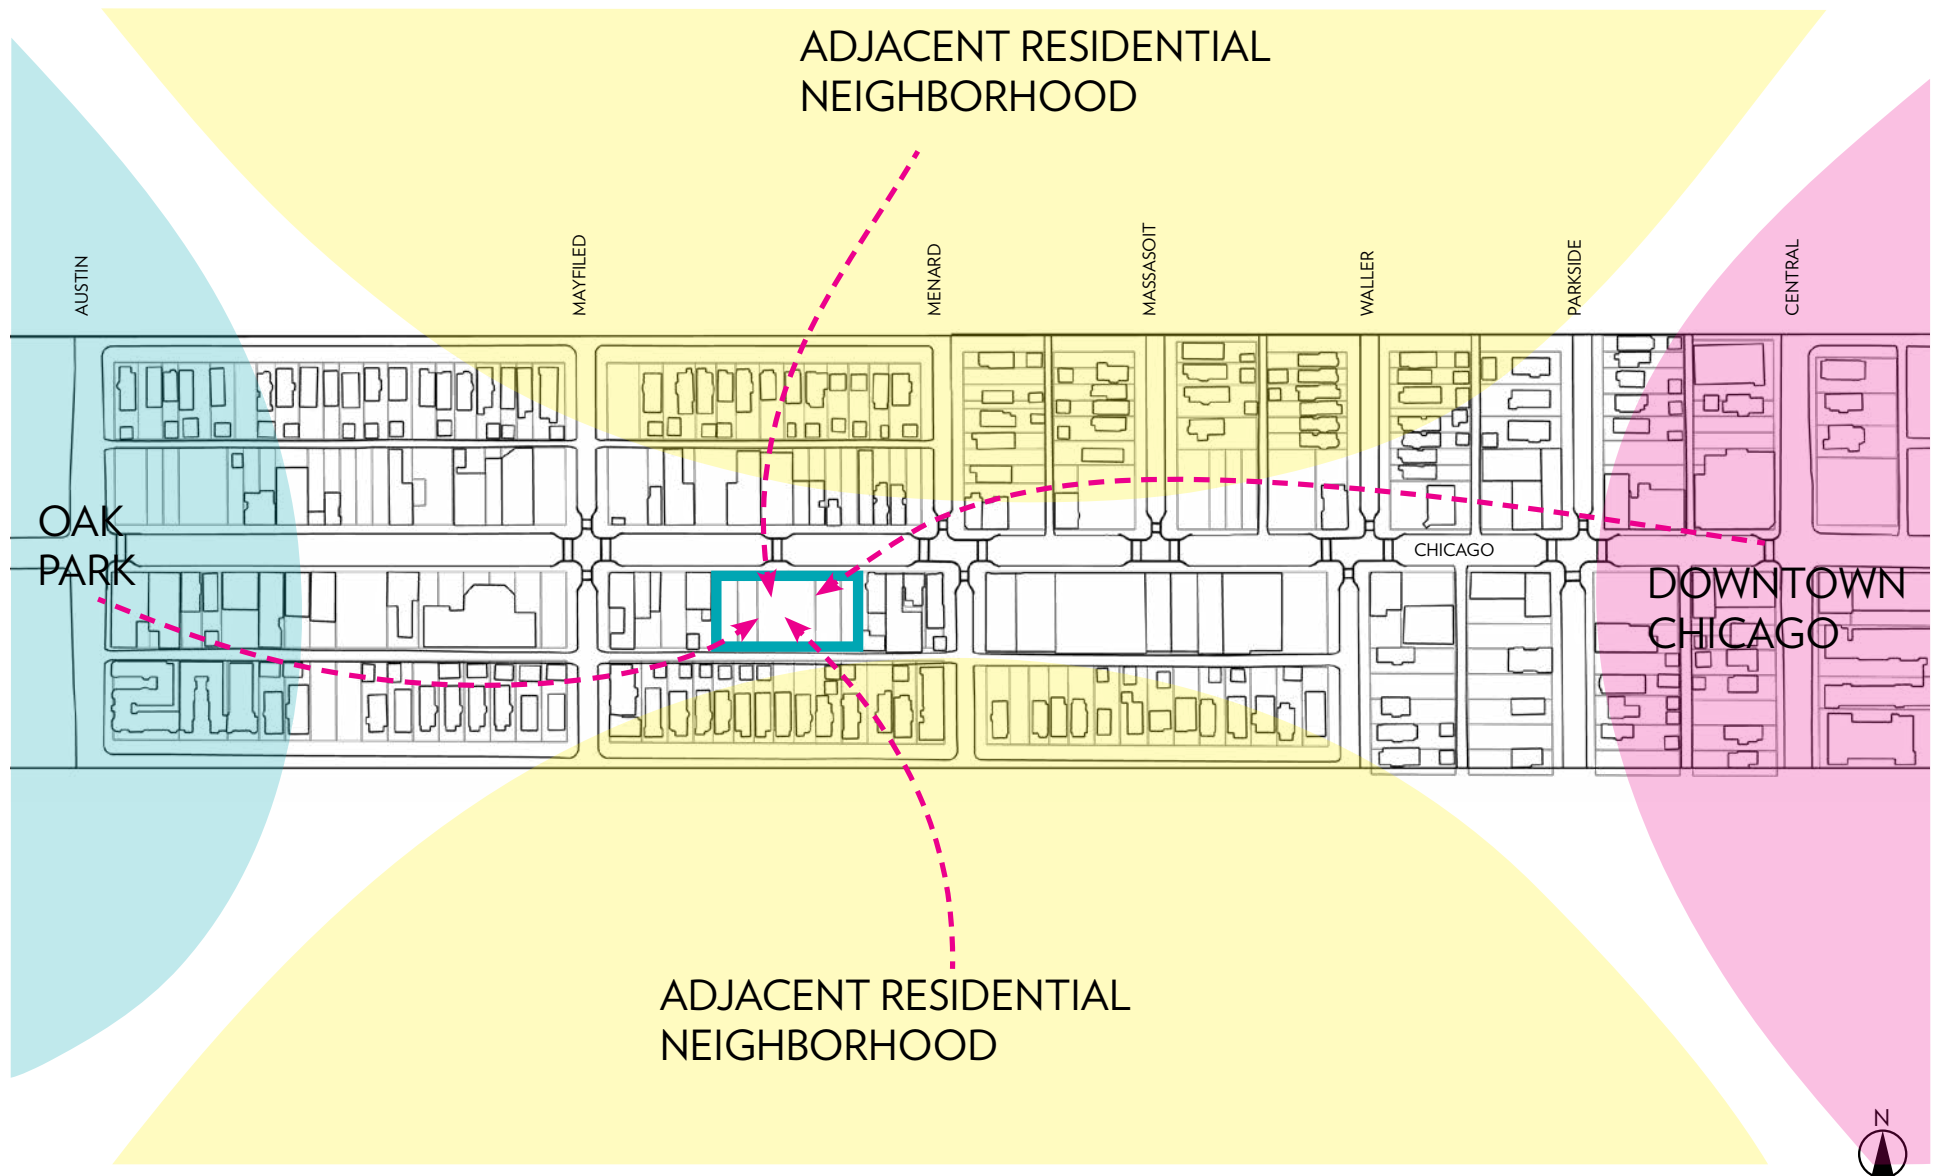 ADJACENT RESIDENTIAL
NEIGHBORHOOD
AUSTIN
MAYFILED
MENARD
MASSASOIT
WALLER
PARKSIDE
CENTRAL
OAK
PARK
CHICAGO
DOWNTOWN
CHICAGO
ADJACENT RESIDENTIAL
NEIGHBORHOOD
N